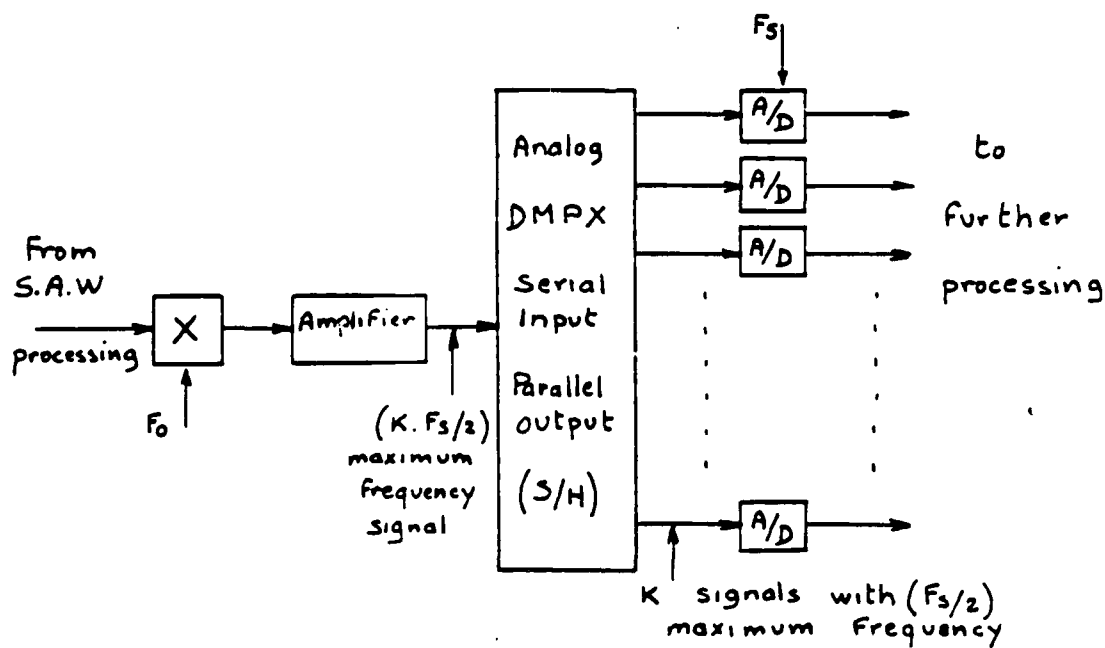 From
S.A.W
processing
X
Fo
Amplifier
(K.Fs/2)
maximum
frequency
signal
Analog
DMPX
Serial
Input
Parallel
output
(S/H)
Fs
A/D
A/D
A/D
A/D
to
further
processing
K signals with (Fs/2)
maximum Frequency